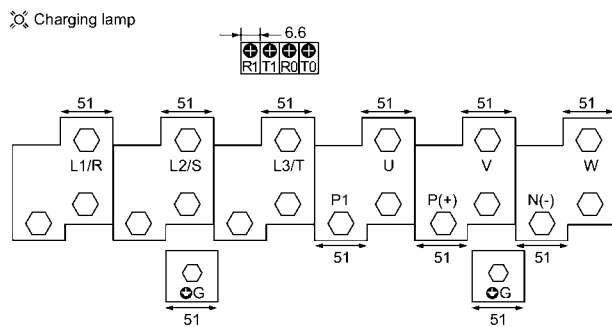 Charging lamp
6.6
R1 T1 R0 T0
51 51 51 51 51 51
L1/R L2/S L3/T U V W
P1 P(+) N(-)
51 51 51
G G
51 51